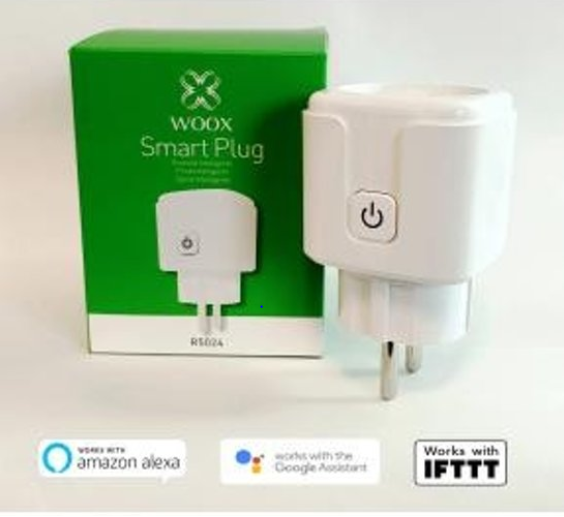 WOOX
Smart Plug
R5024
WORKS WITH
amazon alexa
works with the
Google Assistant
Works with
IFTTT